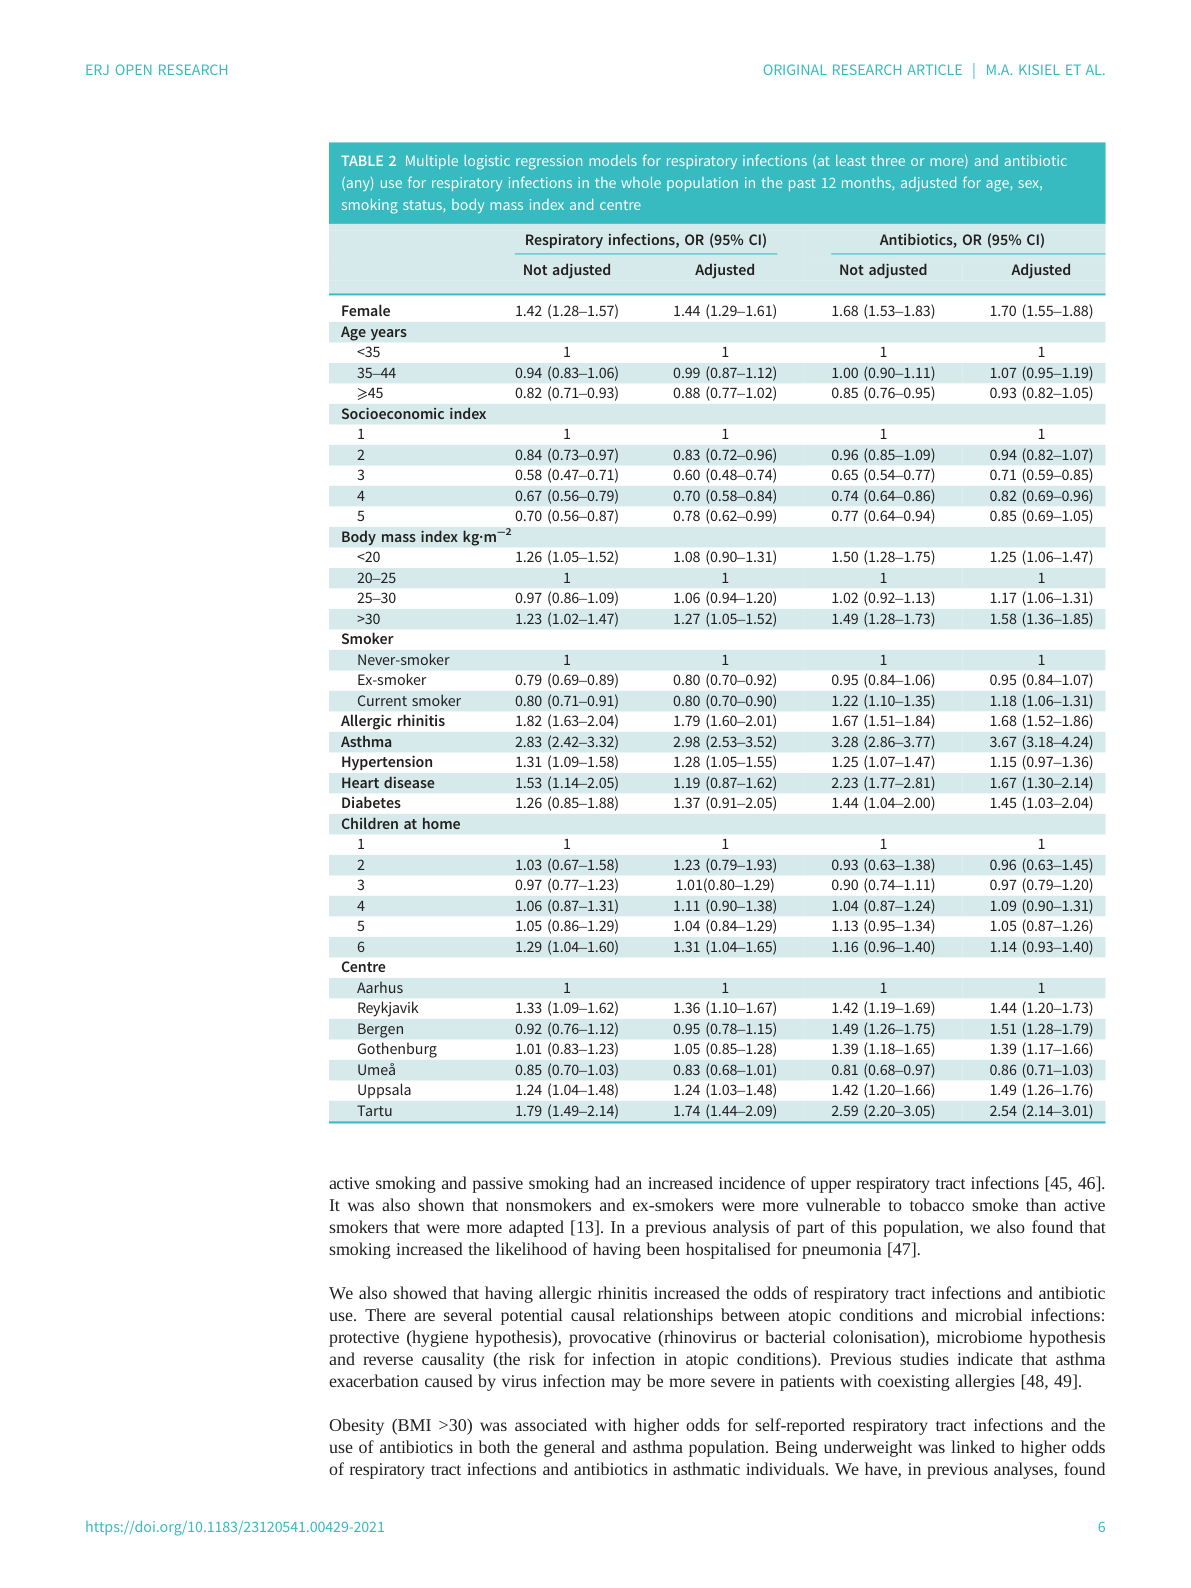 ERJ OPEN RESEARCH ORIGINAL RESEARCH ARTICLE | M.A. KISIEL ET AL.
TABLE 2 Multiple logistic regression models for respiratory infections (at least three or more) and antibiotic
(any) use for respiratory infections in the whole population in the past 12 months, adjusted for age, sex,
smoking status, body mass index and centre
Respiratory infections, OR (95% CI) Antibiotics, OR (95% CI)
Not adjusted Adjusted Not adjusted Adjusted
Female 1.42 (1.28–1.57) 1.44 (1.29–1.61) 1.68 (1.53–1.83) 1.70 (1.55–1.88)
Age years
<35 1 1 1 1
35–44 0.94 (0.83–1.06) 0.99 (0.87–1.12) 1.00 (0.90–1.11) 1.07 (0.95–1.19)
⩾45 0.82 (0.71–0.93) 0.88 (0.77–1.02) 0.85 (0.76–0.95) 0.93 (0.82–1.05)
Socioeconomic index
1 1 1 1 1
2 0.84 (0.73–0.97) 0.83 (0.72–0.96) 0.96 (0.85–1.09) 0.94 (0.82–1.07)
3 0.58 (0.47–0.71) 0.60 (0.48–0.74) 0.65 (0.54–0.77) 0.71 (0.59–0.85)
4 0.67 (0.56–0.79) 0.70 (0.58–0.84) 0.74 (0.64–0.86) 0.82 (0.69–0.96)
5 0.70 (0.56–0.87) 0.78 (0.62–0.99) 0.77 (0.64–0.94) 0.85 (0.69–1.05)
Body mass index kg·m−2
<20 1.26 (1.05–1.52) 1.08 (0.90–1.31) 1.50 (1.28–1.75) 1.25 (1.06–1.47)
20–25 1 1 1 1
25–30 0.97 (0.86–1.09) 1.06 (0.94–1.20) 1.02 (0.92–1.13) 1.17 (1.06–1.31)
>30 1.23 (1.02–1.47) 1.27 (1.05–1.52) 1.49 (1.28–1.73) 1.58 (1.36–1.85)
Smoker
Never-smoker 1 1 1 1
Ex-smoker 0.79 (0.69–0.89) 0.80 (0.70–0.92) 0.95 (0.84–1.06) 0.95 (0.84–1.07)
Current smoker 0.80 (0.71–0.91) 0.80 (0.70–0.90) 1.22 (1.10–1.35) 1.18 (1.06–1.31)
Allergic rhinitis 1.82 (1.63–2.04) 1.79 (1.60–2.01) 1.67 (1.51–1.84) 1.68 (1.52–1.86)
Asthma 2.83 (2.42–3.32) 2.98 (2.53–3.52) 3.28 (2.86–3.77) 3.67 (3.18–4.24)
Hypertension 1.31 (1.09–1.58) 1.28 (1.05–1.55) 1.25 (1.07–1.47) 1.15 (0.97–1.36)
Heart disease 1.53 (1.14–2.05) 1.19 (0.87–1.62) 2.23 (1.77–2.81) 1.67 (1.30–2.14)
Diabetes 1.26 (0.85–1.88) 1.37 (0.91–2.05) 1.44 (1.04–2.00) 1.45 (1.03–2.04)
Children at home
1 1 1 1 1
2 1.03 (0.67–1.58) 1.23 (0.79–1.93) 0.93 (0.63–1.38) 0.96 (0.63–1.45)
3 0.97 (0.77–1.23) 1.01(0.80–1.29) 0.90 (0.74–1.11) 0.97 (0.79–1.20)
4 1.06 (0.87–1.31) 1.11 (0.90–1.38) 1.04 (0.87–1.24) 1.09 (0.90–1.31)
5 1.05 (0.86–1.29) 1.04 (0.84–1.29) 1.13 (0.95–1.34) 1.05 (0.87–1.26)
6 1.29 (1.04–1.60) 1.31 (1.04–1.65) 1.16 (0.96–1.40) 1.14 (0.93–1.40)
Centre
Aarhus 1 1 1 1
Reykjavik 1.33 (1.09–1.62) 1.36 (1.10–1.67) 1.42 (1.19–1.69) 1.44 (1.20–1.73)
Bergen 0.92 (0.76–1.12) 0.95 (0.78–1.15) 1.49 (1.26–1.75) 1.51 (1.28–1.79)
Gothenburg 1.01 (0.83–1.23) 1.05 (0.85–1.28) 1.39 (1.18–1.65) 1.39 (1.17–1.66)
Umeå 0.85 (0.70–1.03) 0.83 (0.68–1.01) 0.81 (0.68–0.97) 0.86 (0.71–1.03)
Uppsala 1.24 (1.04–1.48) 1.24 (1.03–1.48) 1.42 (1.20–1.66) 1.49 (1.26–1.76)
Tartu 1.79 (1.49–2.14) 1.74 (1.44–2.09) 2.59 (2.20–3.05) 2.54 (2.14–3.01)
active smoking and passive smoking had an increased incidence of upper respiratory tract infections [45, 46].
It was also shown that nonsmokers and ex-smokers were more vulnerable to tobacco smoke than active
smokers that were more adapted [13]. In a previous analysis of part of this population, we also found that
smoking increased the likelihood of having been hospitalised for pneumonia [47].
We also showed that having allergic rhinitis increased the odds of respiratory tract infections and antibiotic
use. There are several potential causal relationships between atopic conditions and microbial infections:
protective (hygiene hypothesis), provocative (rhinovirus or bacterial colonisation), microbiome hypothesis
and reverse causality (the risk for infection in atopic conditions). Previous studies indicate that asthma
exacerbation caused by virus infection may be more severe in patients with coexisting allergies [48, 49].
Obesity (BMI >30) was associated with higher odds for self-reported respiratory tract infections and the
use of antibiotics in both the general and asthma population. Being underweight was linked to higher odds
of respiratory tract infections and antibiotics in asthmatic individuals. We have, in previous analyses, found
https://doi.org/10.1183/23120541.00429-2021 6